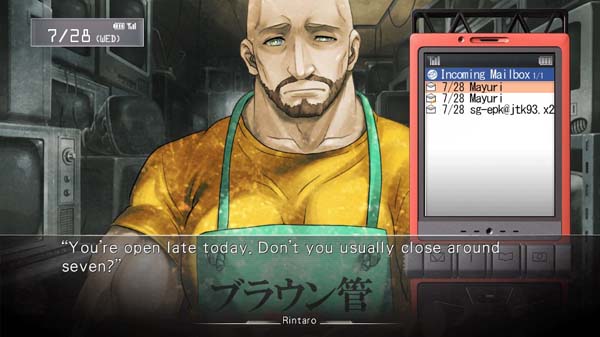 7/28(WED)
Incoming Mailbox 1/1
7/28 Mayuri
7/28 Mayuri
7/28 sg-epk@jtk93.x2
“You're open late today. Don't you usually close around
seven?”
ブラウン管
Rintaro